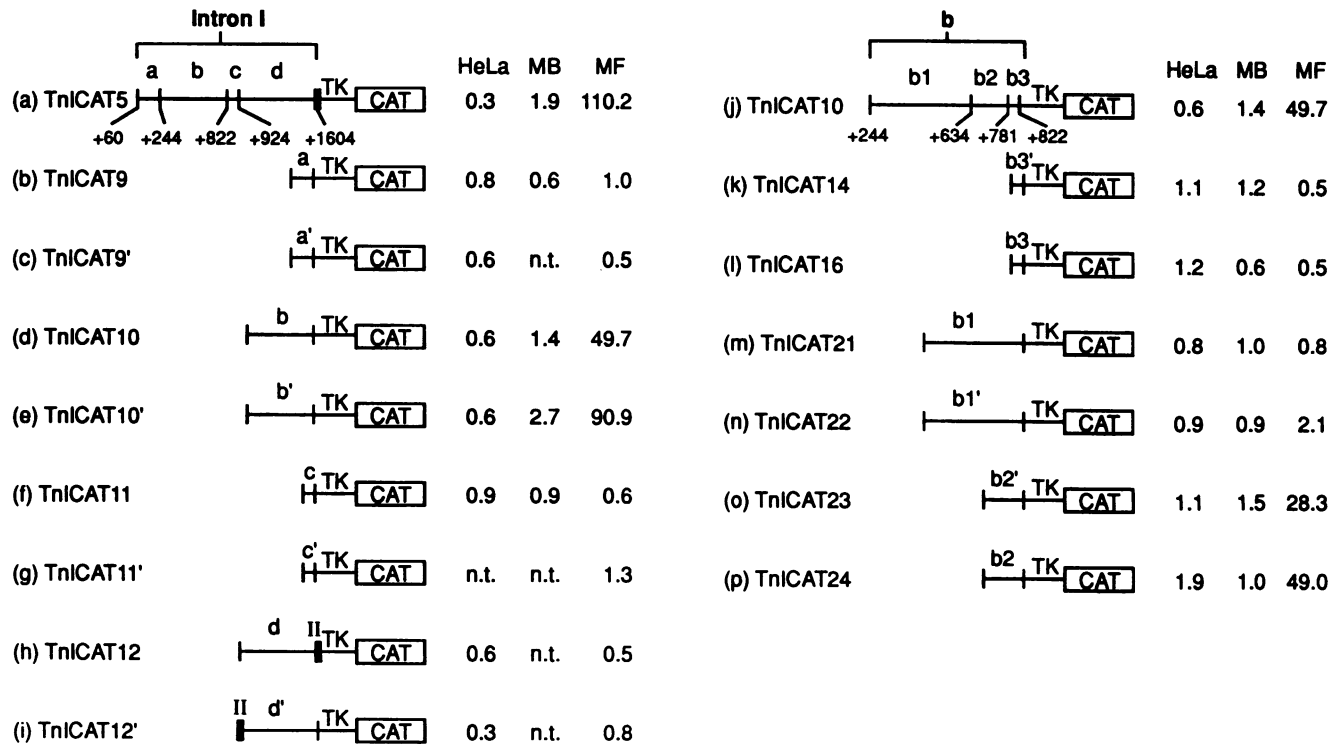 Intron I
a b c d
HeLa MB MF
(a) TnICAT5 TK CAT 0.3 1.9 110.2
+60 +244 +822 +924 +1604
(b) TnICAT9 a TK CAT 0.8 0.6 1.0
(c) TnICAT9' a' TK CAT 0.6 n.t. 0.5
(d) TnICAT10 b TK CAT 0.6 1.4 49.7
(e) TnICAT10' b' TK CAT 0.6 2.7 90.9
(f) TnICAT11 c TK CAT 0.9 0.9 0.6
(g) TnICAT11' c' TK CAT n.t. n.t. 1.3
(h) TnICAT12 d II TK CAT 0.6 n.t. 0.5
(i) TnICAT12' II d' TK CAT 0.3 n.t. 0.8
b
b1 b2 b3
HeLa MB MF
(j) TnICAT10 TK CAT 0.6 1.4 49.7
+244 +634 +781 +822
(k) TnICAT14 b3' TK CAT 1.1 1.2 0.5
(l) TnICAT16 b3 TK CAT 1.2 0.6 0.5
(m) TnICAT21 b1 TK CAT 0.8 1.0 0.8
(n) TnICAT22 b1' TK CAT 0.9 0.9 2.1
(o) TnICAT23 b2' TK CAT 1.1 1.5 28.3
(p) TnICAT24 b2 TK CAT 1.9 1.0 49.0